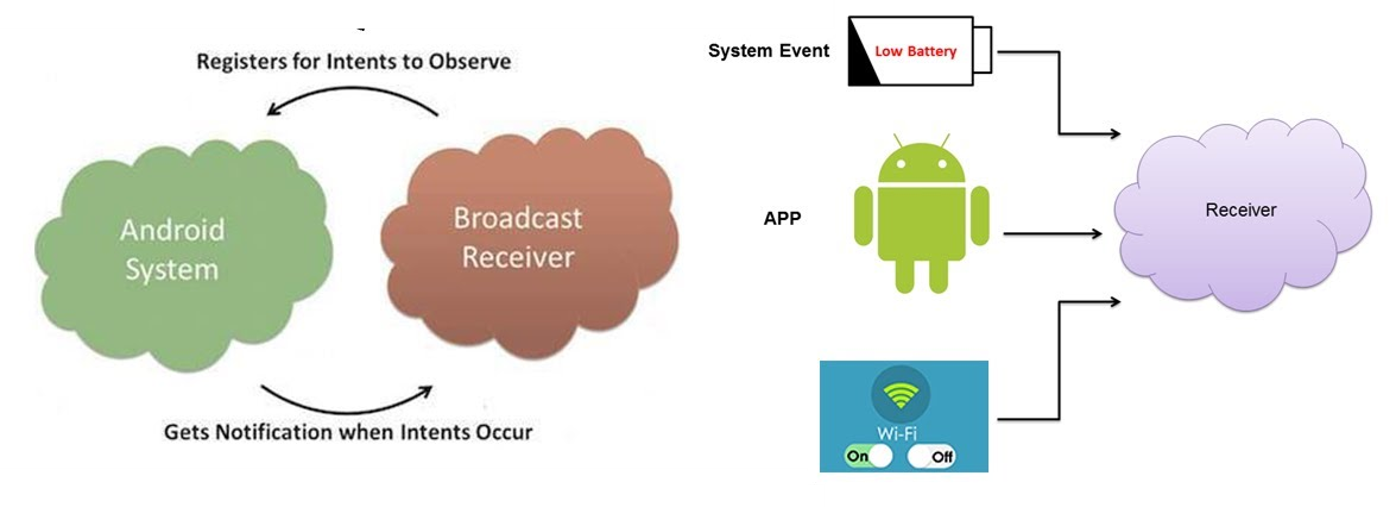 Registers for Intents to Observe
Android
System
Broadcast
Receiver
Gets Notification when Intents Occur
System Event
Low Battery
APP
Receiver
Wi-Fi
On
Off